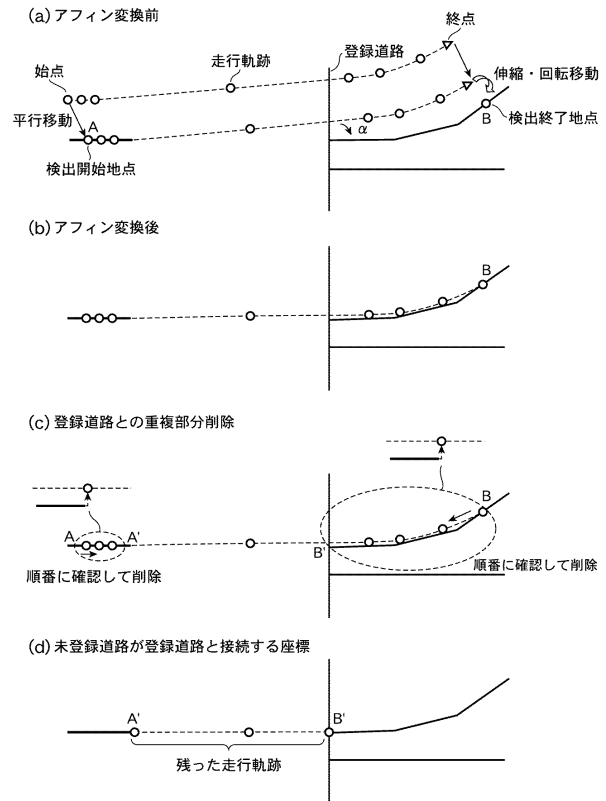 (a)アフィン変換前
終点
登録道路
走行軌跡
始点
伸縮・回転移動
平行移動
A
α
B
検出終了地点
検出開始地点
(b)アフィン変換後
B
(c)登録道路との重複部分削除
B
A
A'
B'
順番に確認して削除
順番に確認して削除
(d)未登録道路が登録道路と接続する座標
A'
B'
残った走行軌跡